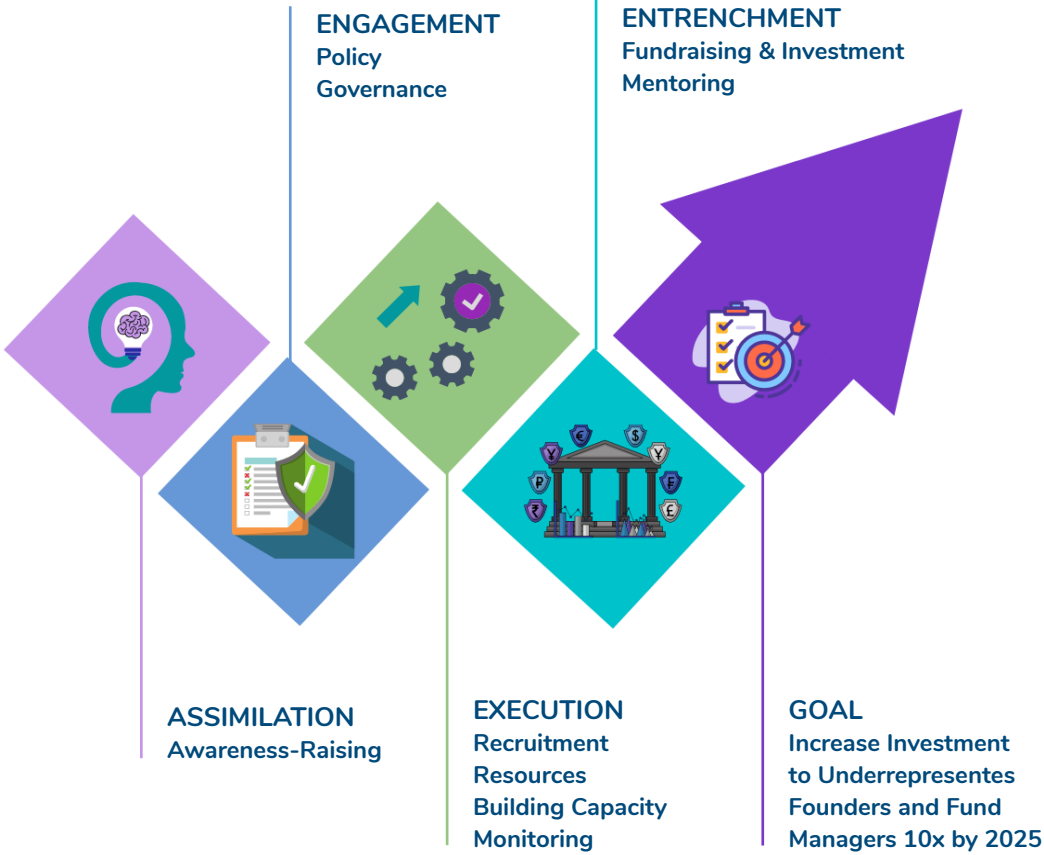 ENGAGEMENT
Policy
Governance
ENTRENCHMENT
Fundraising & Investment
Mentoring
¥
€
$
¥
₽
₣
₹
£
ASSIMILATION
Awareness-Raising
EXECUTION
Recruitment
Resources
Building Capacity
Monitoring
GOAL
Increase Investment
to Underrepresentes
Founders and Fund
Managers 10x by 2025